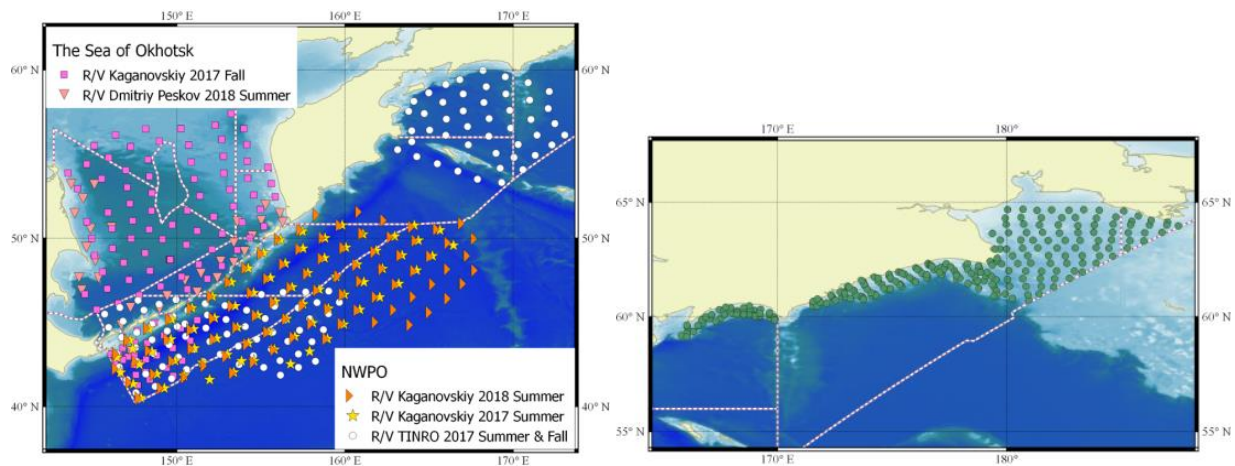 150° E 160° E 170° E
The Sea of Okhotsk
R/V Kaganovskiy 2017 Fall
R/V Dmitriy Peskov 2018 Summer
60° N 60° N
50° N 50° N
NWPO
R/V Kaganovskiy 2018 Summer
R/V Kaganovskiy 2017 Summer
R/V TINRO 2017 Summer & Fall
40° N 40° N
150° E 160° E 170° E
170° E 180°
65° N 65° N
60° N 60° N
55° N 55° N
170° E 180°